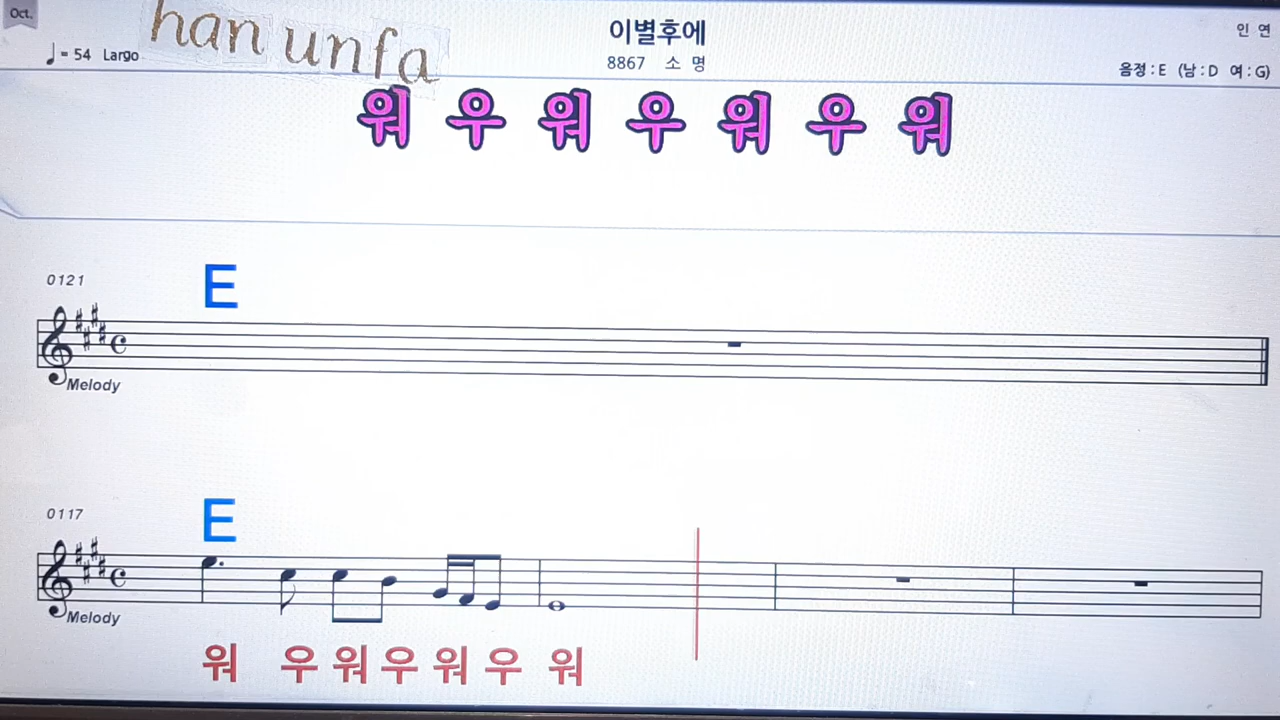 Oct.
han unfa
이별후에
인 연
♩= 54 Largo
8867 소 명
음정 : E (남 : D 여 : G)
워 우 워 우 워 우 워
0121
E
Melody
0117
E
Melody
워 우 워 우 워 우 워